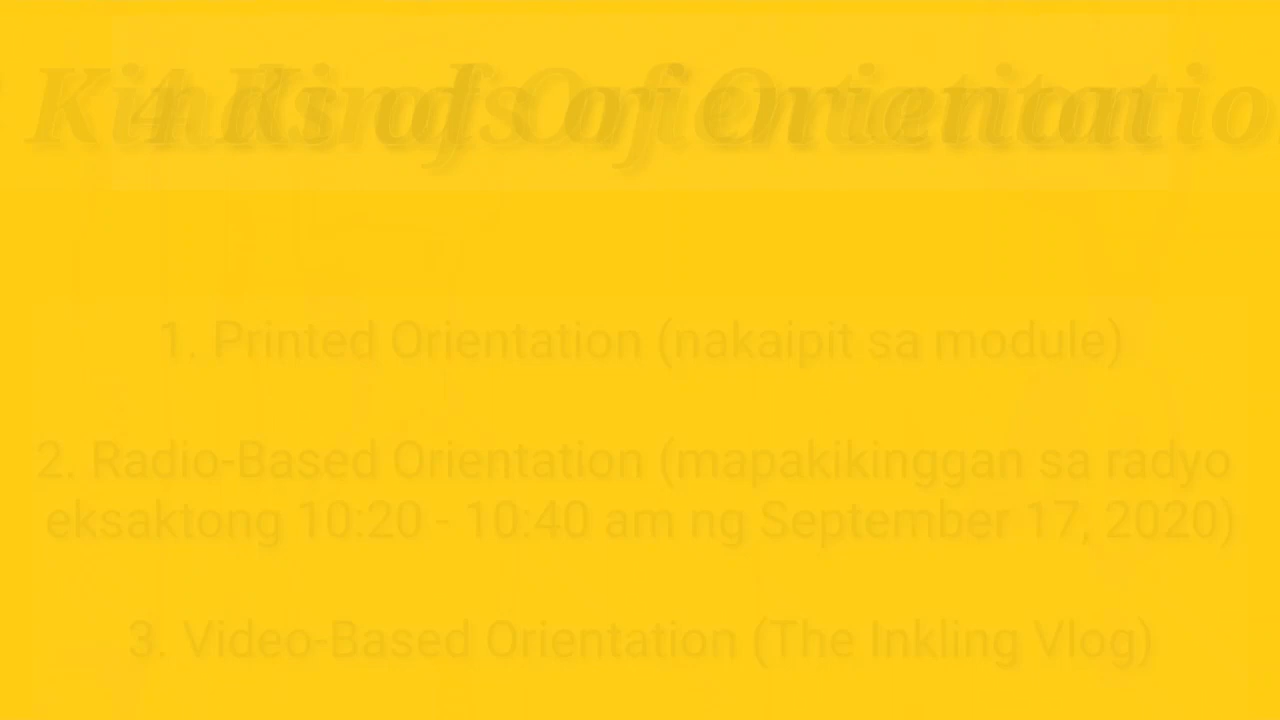 4 Kinds of Orientation
1. Printed Orientation (nakaipit sa module)
2. Radio-Based Orientation (mapakikinggan sa radyo
eksaktong 10:20 - 10:40 am ng September 17, 2020)
3. Video-Based Orientation (The Inkling Vlog)